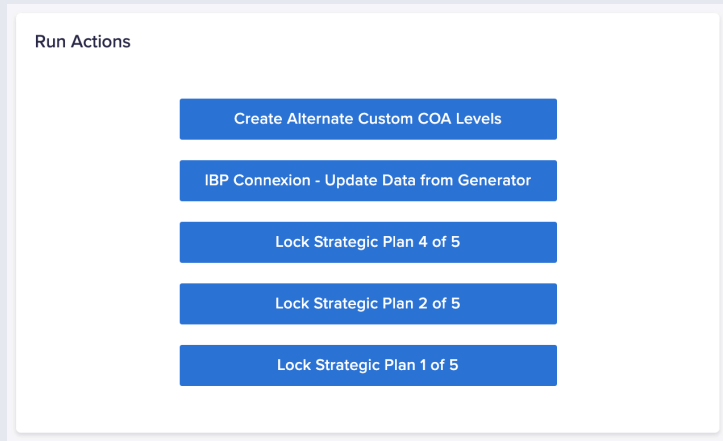 Run Actions
Create Alternate Custom COA Levels
IBP Connexion - Update Data from Generator
Lock Strategic Plan 4 of 5
Lock Strategic Plan 2 of 5
Lock Strategic Plan 1 of 5